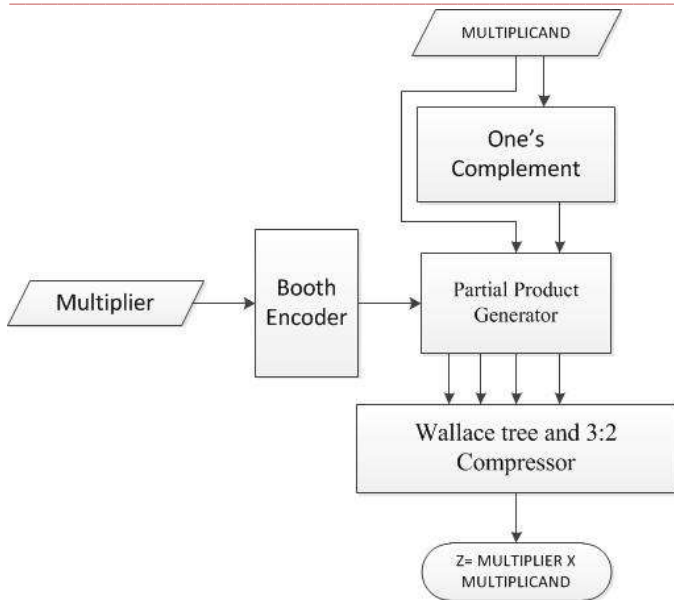 MULTIPLICAND
One's
Complement
Multiplier
Booth
Encoder
Partial Product
Generator
Wallace tree and 3:2
Compressor
Z= MULTIPLIER X
MULTIPLICAND